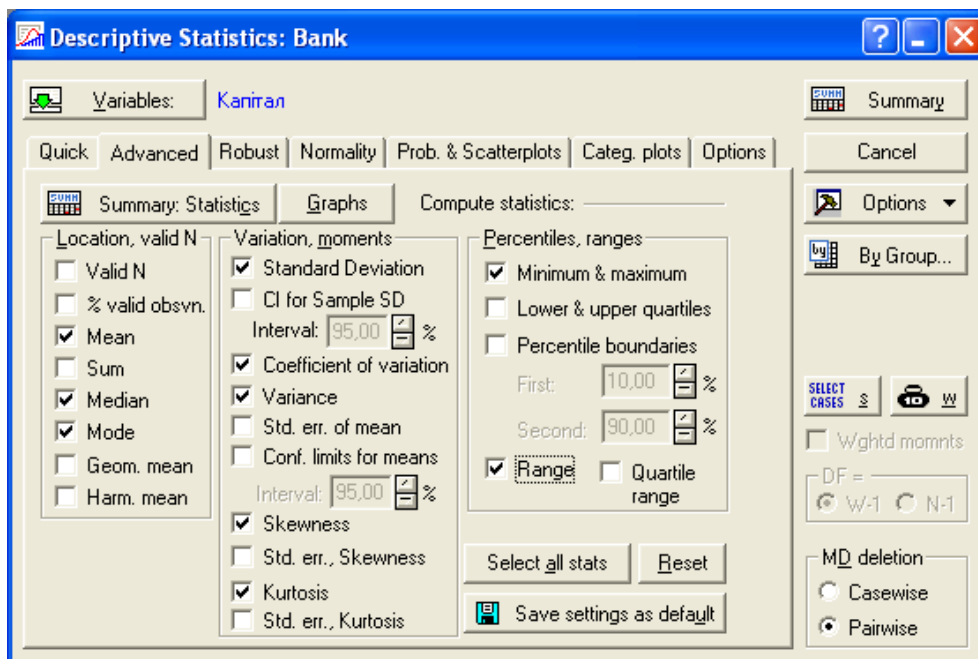 Descriptive Statistics: Bank
Variables: Капітал
Summary
Quick Advanced Robust Normality Prob. & Scatterplots Categ. plots Options
Cancel
SUMM Summary: Statistics Graphs Compute statistics:
Options
By Group...
Location, valid N
Valid N
% valid obsvn.
Mean
Sum
Median
Mode
Geom. mean
Harm. mean
Variation, moments
Standard Deviation
CI for Sample SD
Interval: 95,00 %
Coefficient of variation
Variance
Std. err. of mean
Conf. limits for means
Interval: 95,00 %
Skewness
Std. err., Skewness
Kurtosis
Std. err., Kurtosis
Percentiles, ranges
Minimum & maximum
Lower & upper quartiles
Percentile boundaries
First: 10,00 %
Second: 90,00 %
Range Quartile
range
Select all stats Reset
Save settings as default
SELECT
CASES S W
Wghtd momnts
DF =
W-1 N-1
MD deletion
Casewise
Pairwise